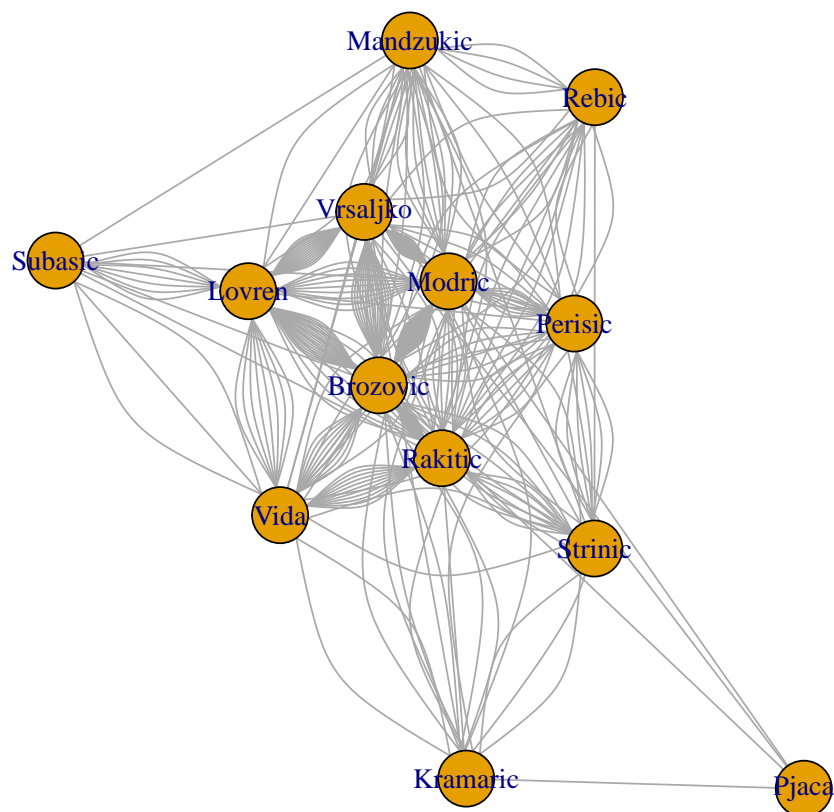 Mandzukic
Rebic
Vrsaljko
Subasic
Lovren
Modric
Perisic
Brozovic
Rakitic
Vida
Strinic
Kramaric
Pjaca